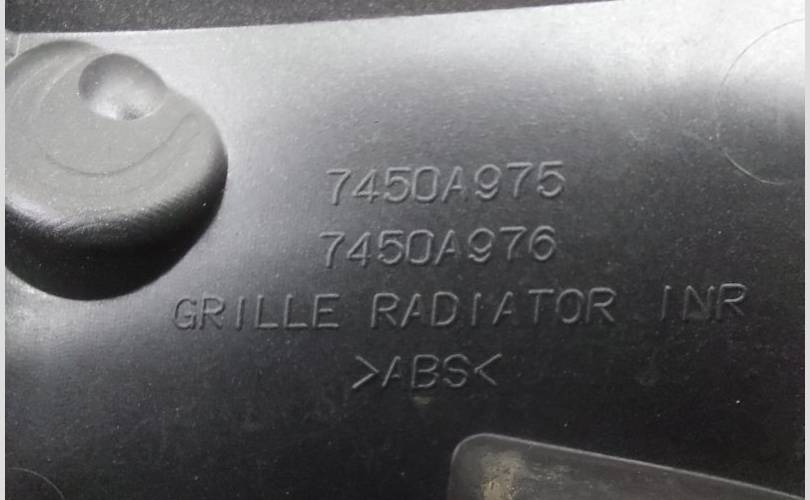 7450A975
7450A976
GRILLE RADIATOR INR
>ABS<